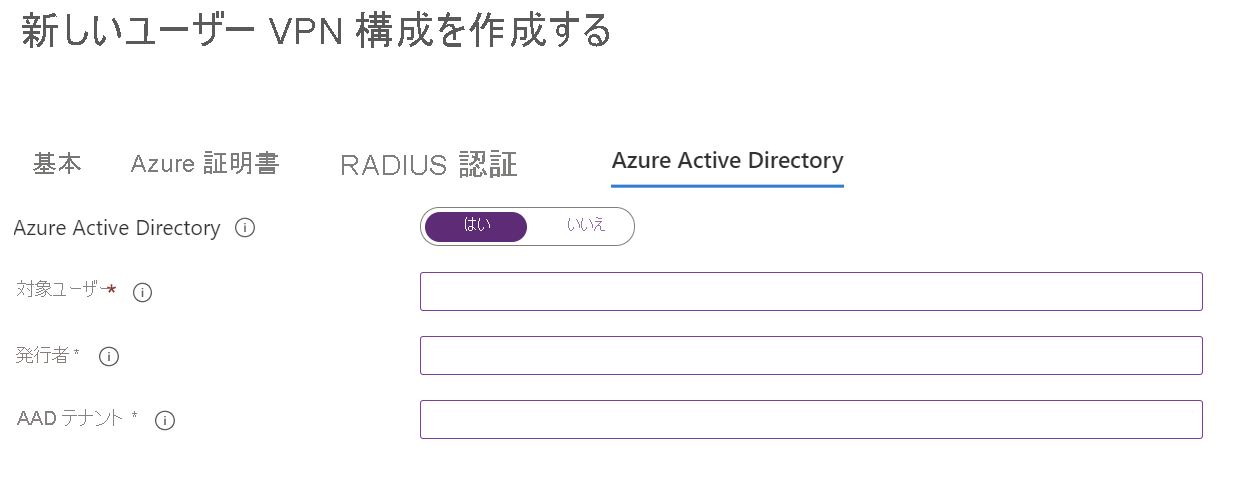 新しいユーザー VPN 構成を作成する
基本 Azure 証明書 RADIUS 認証 Azure Active Directory
Azure Active Directory はい いいえ
対象ユーザー*
発行者*
AAD テナント *